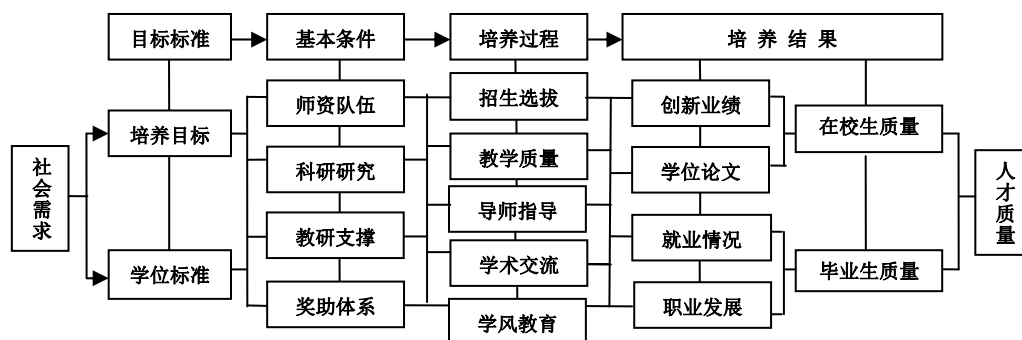 目标标准
基本条件
培养过程
培 养 结 果
社会需求
培养目标
学位标准
师资队伍
科研研究
教研支撑
奖助体系
招生选拔
教学质量
导师指导
学术交流
学风教育
创新业绩
学位论文
就业情况
职业发展
在校生质量
毕业生质量
人才质量